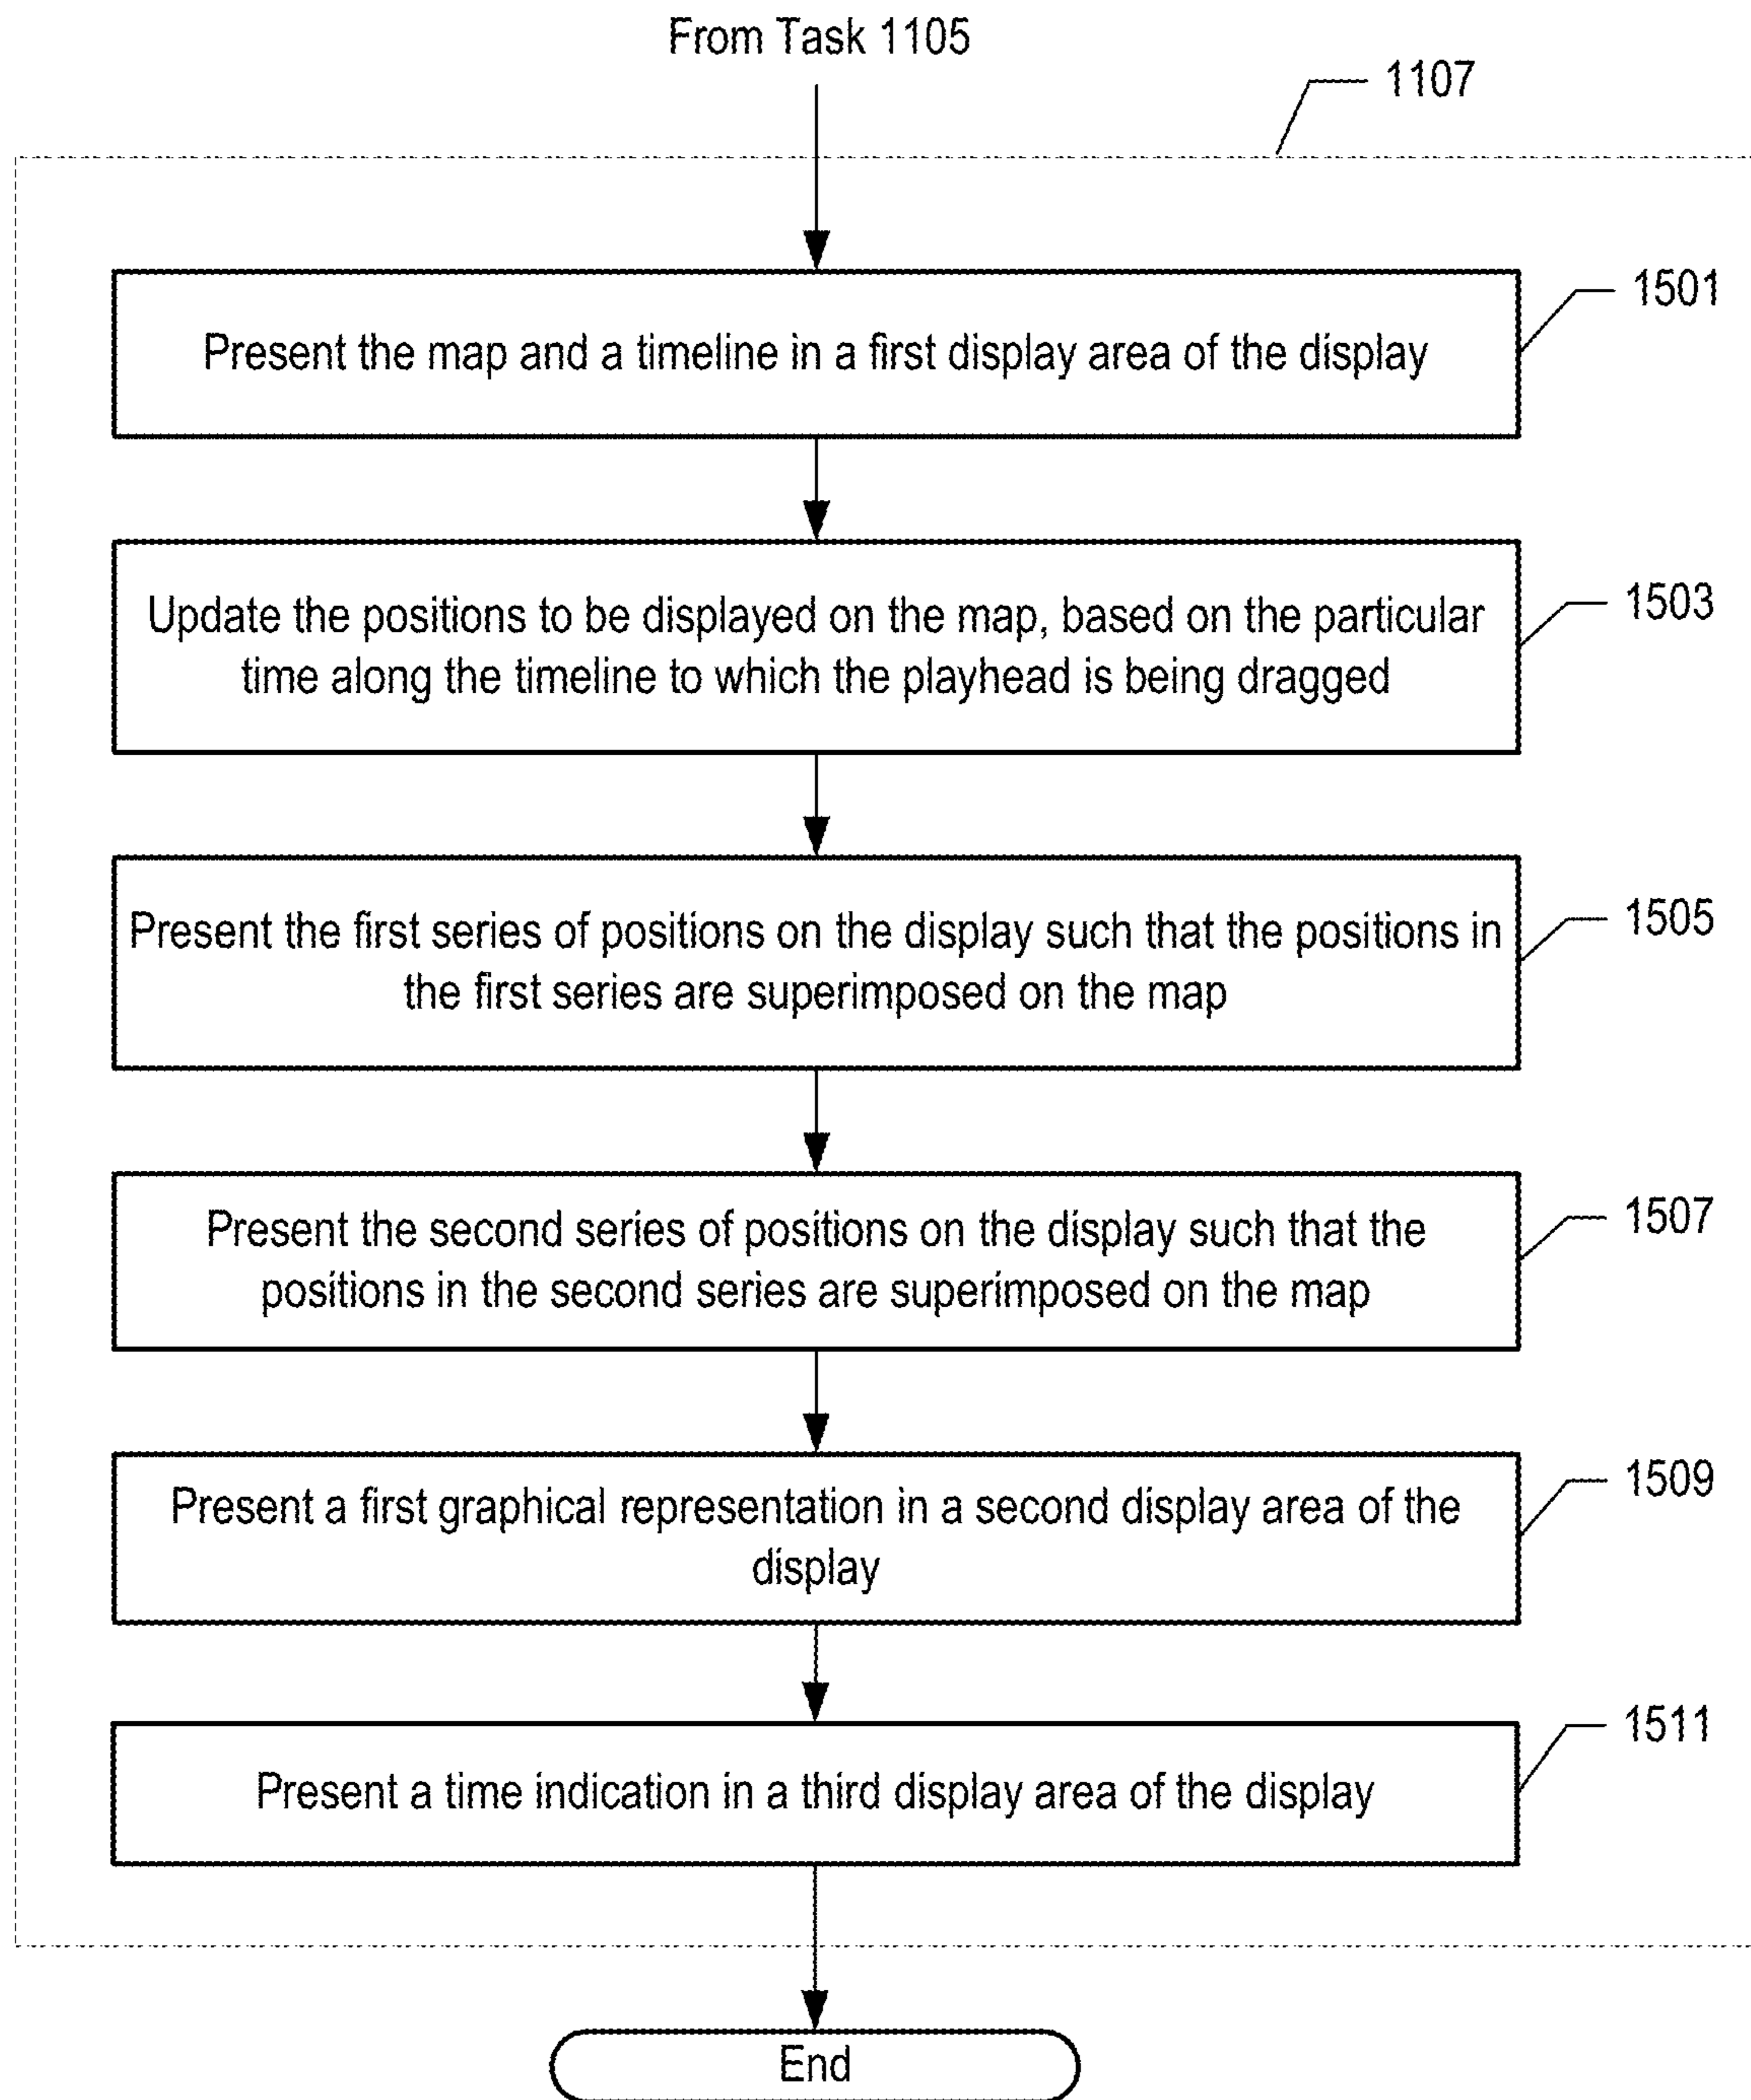 From Task 1105
1107
Present the map and a timeline in a first display area of the display
1501
Update the positions to be displayed on the map, based on the particular
time along the timeline to which the playhead is being dragged
1503
Present the first series of positions on the display such that the positions in
the first series are superimposed on the map
1505
Present the second series of positions on the display such that the
positions in the second series are superimposed on the map
1507
Present a first graphical representation in a second display area of the
display
1509
Present a time indication in a third display area of the display
1511
End